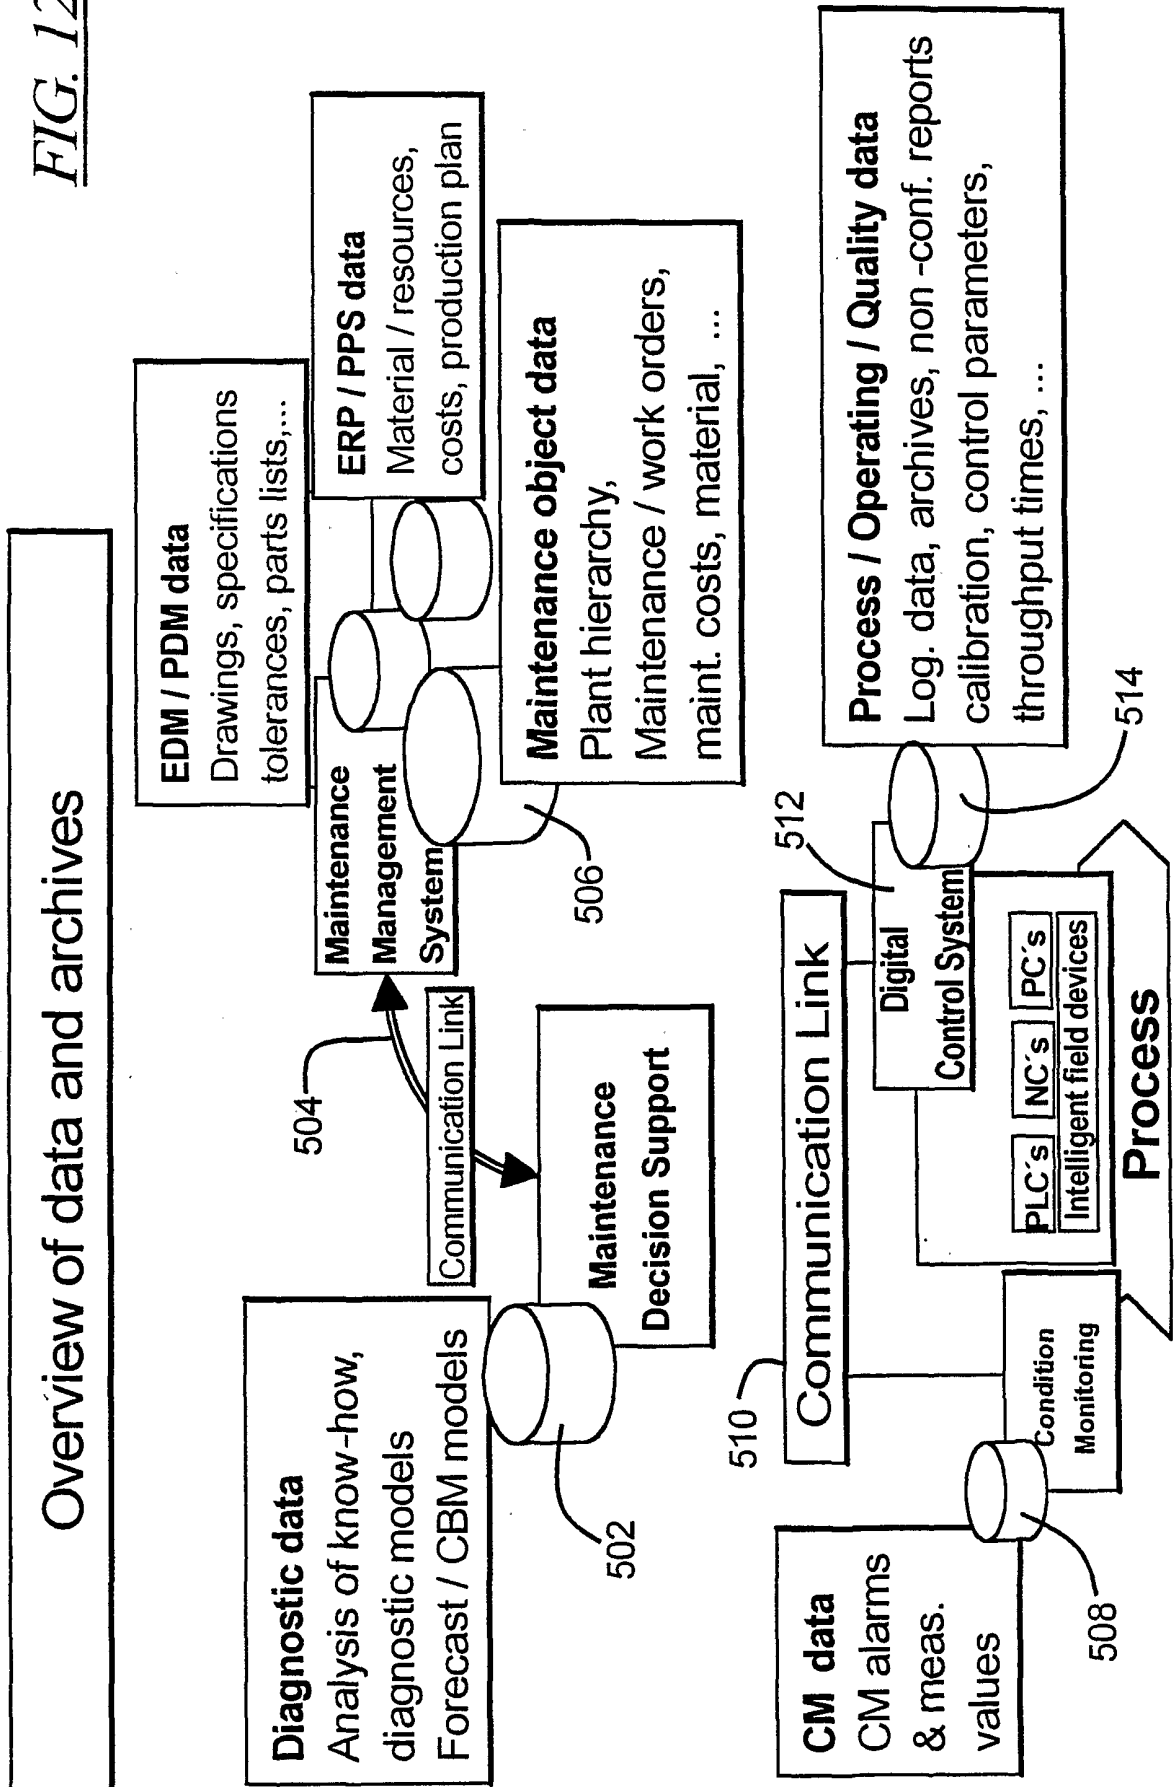 FIG. 12
Overview of data and archives
EDM / PDM data
Drawings, specifications
tolerances, parts lists,...
ERP / PPS data
Material / resources,
costs, production plan
Diagnostic data
Analysis of know-how,
diagnostic models
Forecast / CBM models
504
Communication Link
Maintenance
Management
System
Maintenance object data
Plant hierarchy,
Maintenance / work orders,
maint. costs, material, ...
506
Maintenance
Decision Support
502
510
Communication Link
512
Digital
Control System
514
Process / Operating / Quality data
Log. data, archives, non -conf. reports
calibration, control parameters,
throughput times, ...
CM data
CM alarms
& meas.
values
508
Condition
Monitoring
PLC´s
NC´s
PC´s
Intelligent field devices
Process